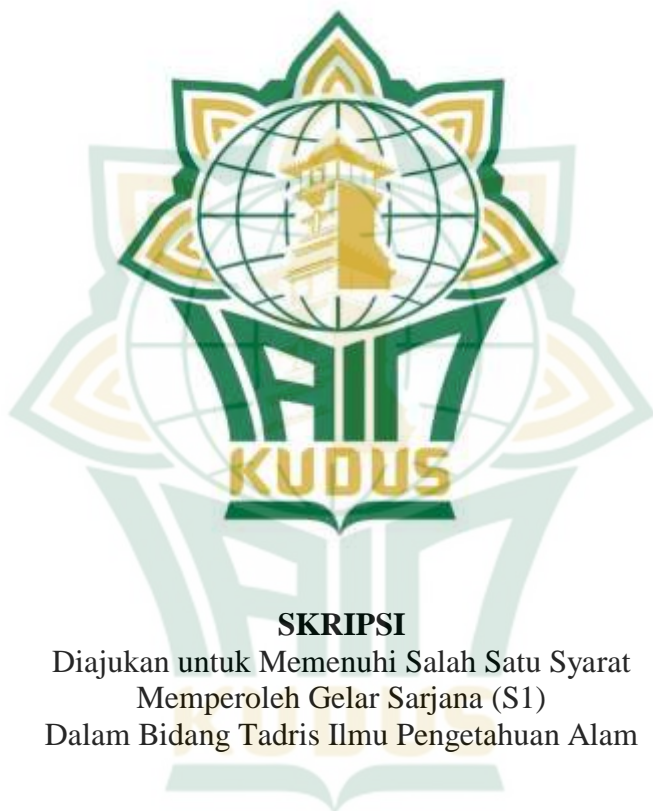 IAIN
KUDUS
SKRIPSI
Diajukan untuk Memenuhi Salah Satu Syarat
Memperoleh Gelar Sarjana (S1)
Dalam Bidang Tadris Ilmu Pengetahuan Alam